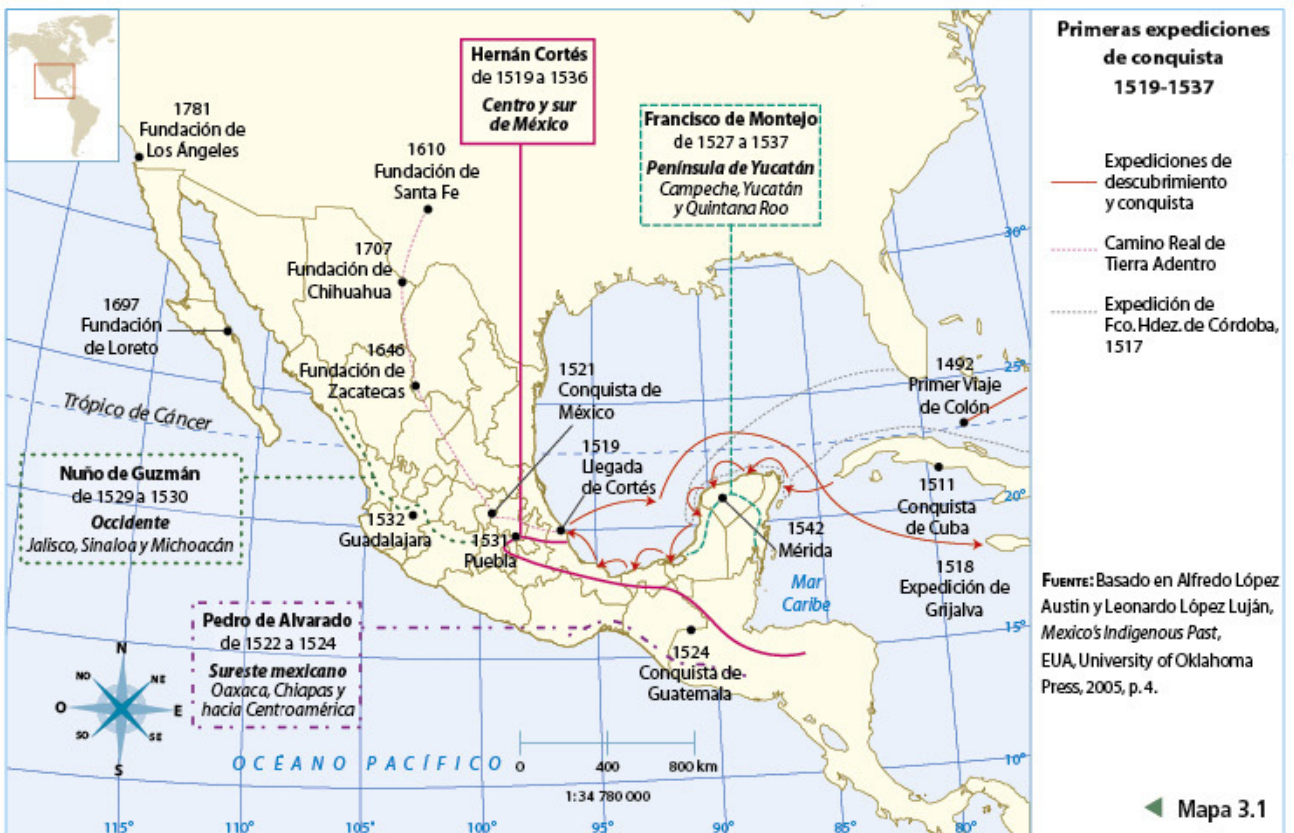 Hernán Cortés
de 1519 a 1536
Centro y sur
de México
Francisco de Montejo
de 1527 a 1537
Península de Yucatán
Campeche, Yucatán
y Quintana Roo
1781
Fundación de
Los Ángeles
1610
Fundación de
Santa Fe
1707
Fundación de
Chihuahua
1697
Fundación
de Loreto
1646
Fundación de
Zacatecas
1521
Conquista de
México
1519
Llegada
de Cortés
1492
Primer Viaje
de Colón
Trópico de Cáncer
Nuño de Guzmán
de 1529 a 1530
Occidente
Jalisco, Sinaloa y Michoacán
1532
Guadalajara
1531
Puebla
1542
Mérida
1511
Conquista
de Cuba
1518
Expedición de
Grijalva
Mar
Caribe
Pedro de Alvarado
de 1522 a 1524
Sureste mexicano
Oaxaca, Chiapas y
hacia Centroamérica
1524
Conquista de
Guatemala
N
NO
NE
O
E
SO
SE
S
OCÉANO PACÍFICO
0 400 800 km
1:34 780 000
30°
25°
20°
15°
10°
115° 110° 105° 100° 95° 90° 85° 80°
Primeras expediciones
de conquista
1519-1537
Expediciones de
descubrimiento
y conquista
Camino Real de
Tierra Adentro
Expedición de
Fco. Hdez. de Córdoba,
1517
FUENTE: Basado en Alfredo López
Austin y Leonardo López Luján,
Mexico's Indigenous Past,
EUA, University of Oklahoma
Press, 2005, p. 4.
Mapa 3.1